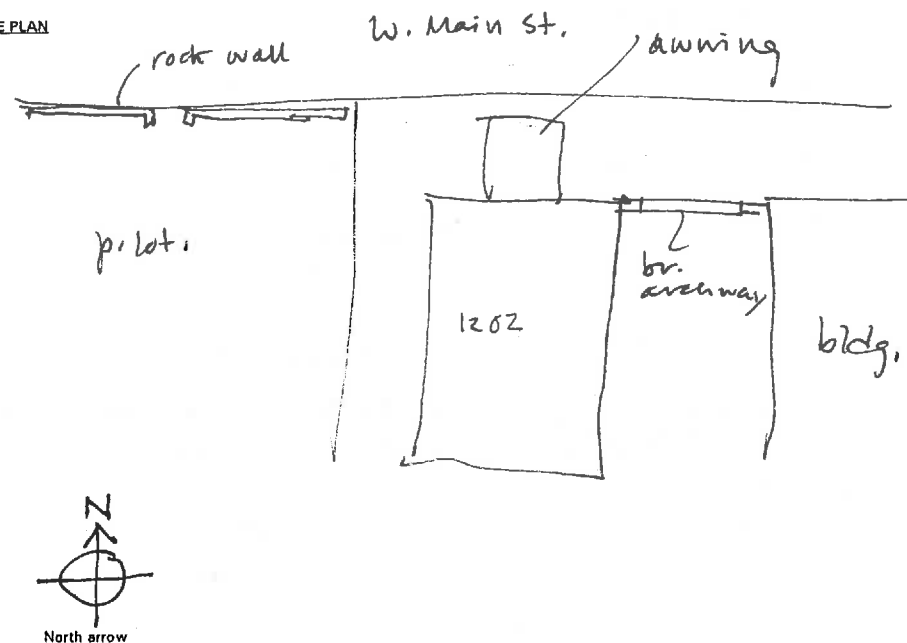 E PLAN
W. Main St.
rock wall
awning
p. lot.
br.
archway
1202
bldg.
N
North arrow